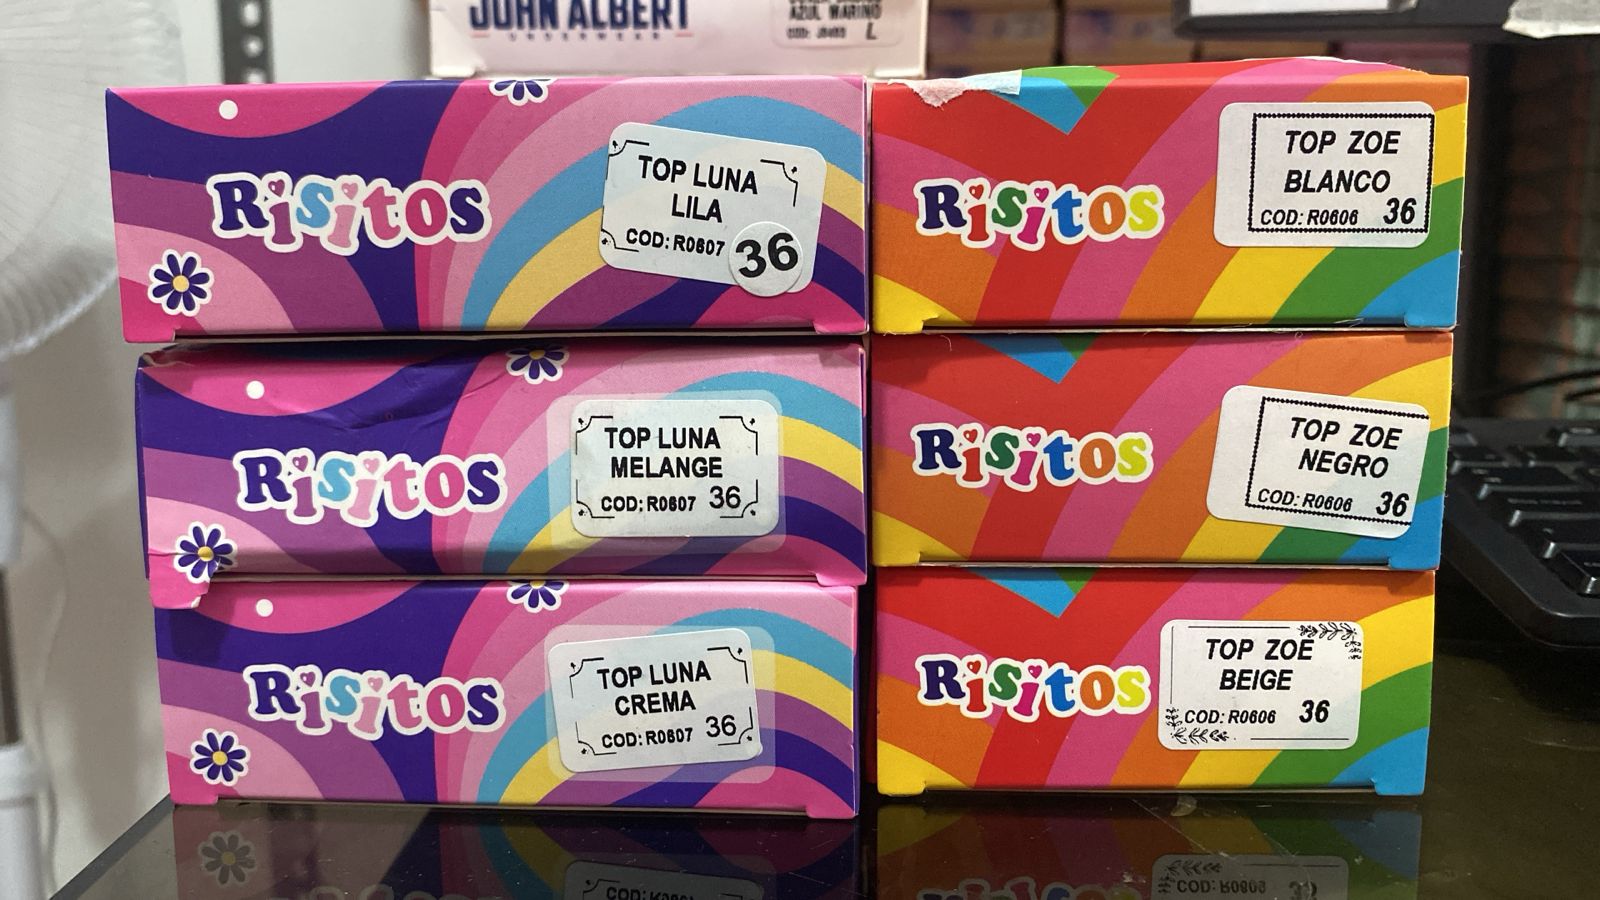 JOHN ALBERT
UNDERWEAR
AZUL MARINO
L
Risitos
TOP LUNA
LILA
COD: R0607
36
Risitos
TOP ZOE
BLANCO
COD: R0606 36
Risitos
TOP LUNA
MELANGE
COD: R0607 36
Risitos
TOP ZOE
NEGRO
COD: R0606 36
Risitos
TOP LUNA
CREMA
COD: R0607 36
Risitos
TOP ZOE
BEIGE
COD: R0606 36